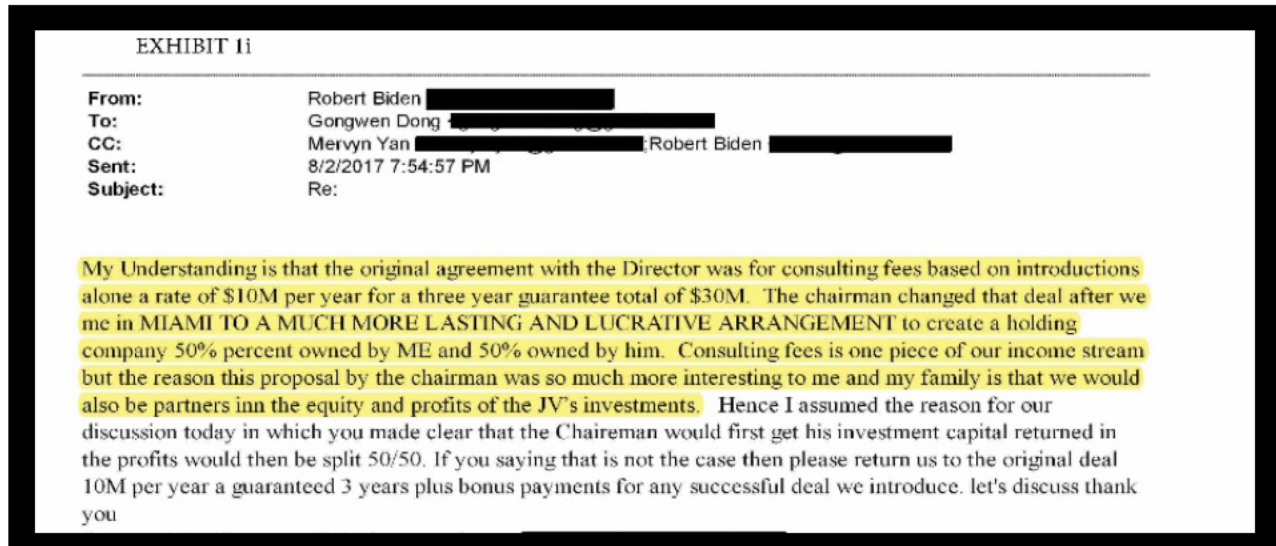 EXHIBIT 1i
From: Robert Biden
To: Gongwen Dong
CC: Mervyn Yan ;Robert Biden
Sent: 8/2/2017 7:54:57 PM
Subject: Re:
My Understanding is that the original agreement with the Director was for consulting fees based on introductions
alone a rate of $10M per year for a three year guarantee total of $30M. The chairman changed that deal after we
me in MIAMI TO A MUCH MORE LASTING AND LUCRATIVE ARRANGEMENT to create a holding
company 50% percent owned by ME and 50% owned by him. Consulting fees is one piece of our income stream
but the reason this proposal by the chairman was so much more interesting to me and my family is that we would
also be partners inn the equity and profits of the JV's investments. Hence I assumed the reason for our
discussion today in which you made clear that the Chaireman would first get his investment capital returned in
the profits would then be split 50/50. If you saying that is not the case then please return us to the original deal
10M per year a guaranteed 3 years plus bonus payments for any successful deal we introduce. let's discuss thank
you